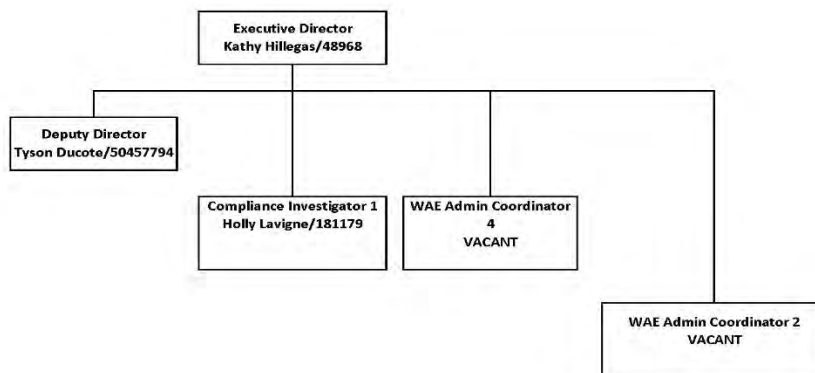 Executive Director
Kathy Hillegas/48968
Deputy Director
Tyson Ducote/50457794
Compliance Investigator 1
Holly Lavigne/181179
WAE Admin Coordinator
4
VACANT
WAE Admin Coordinator 2
VACANT